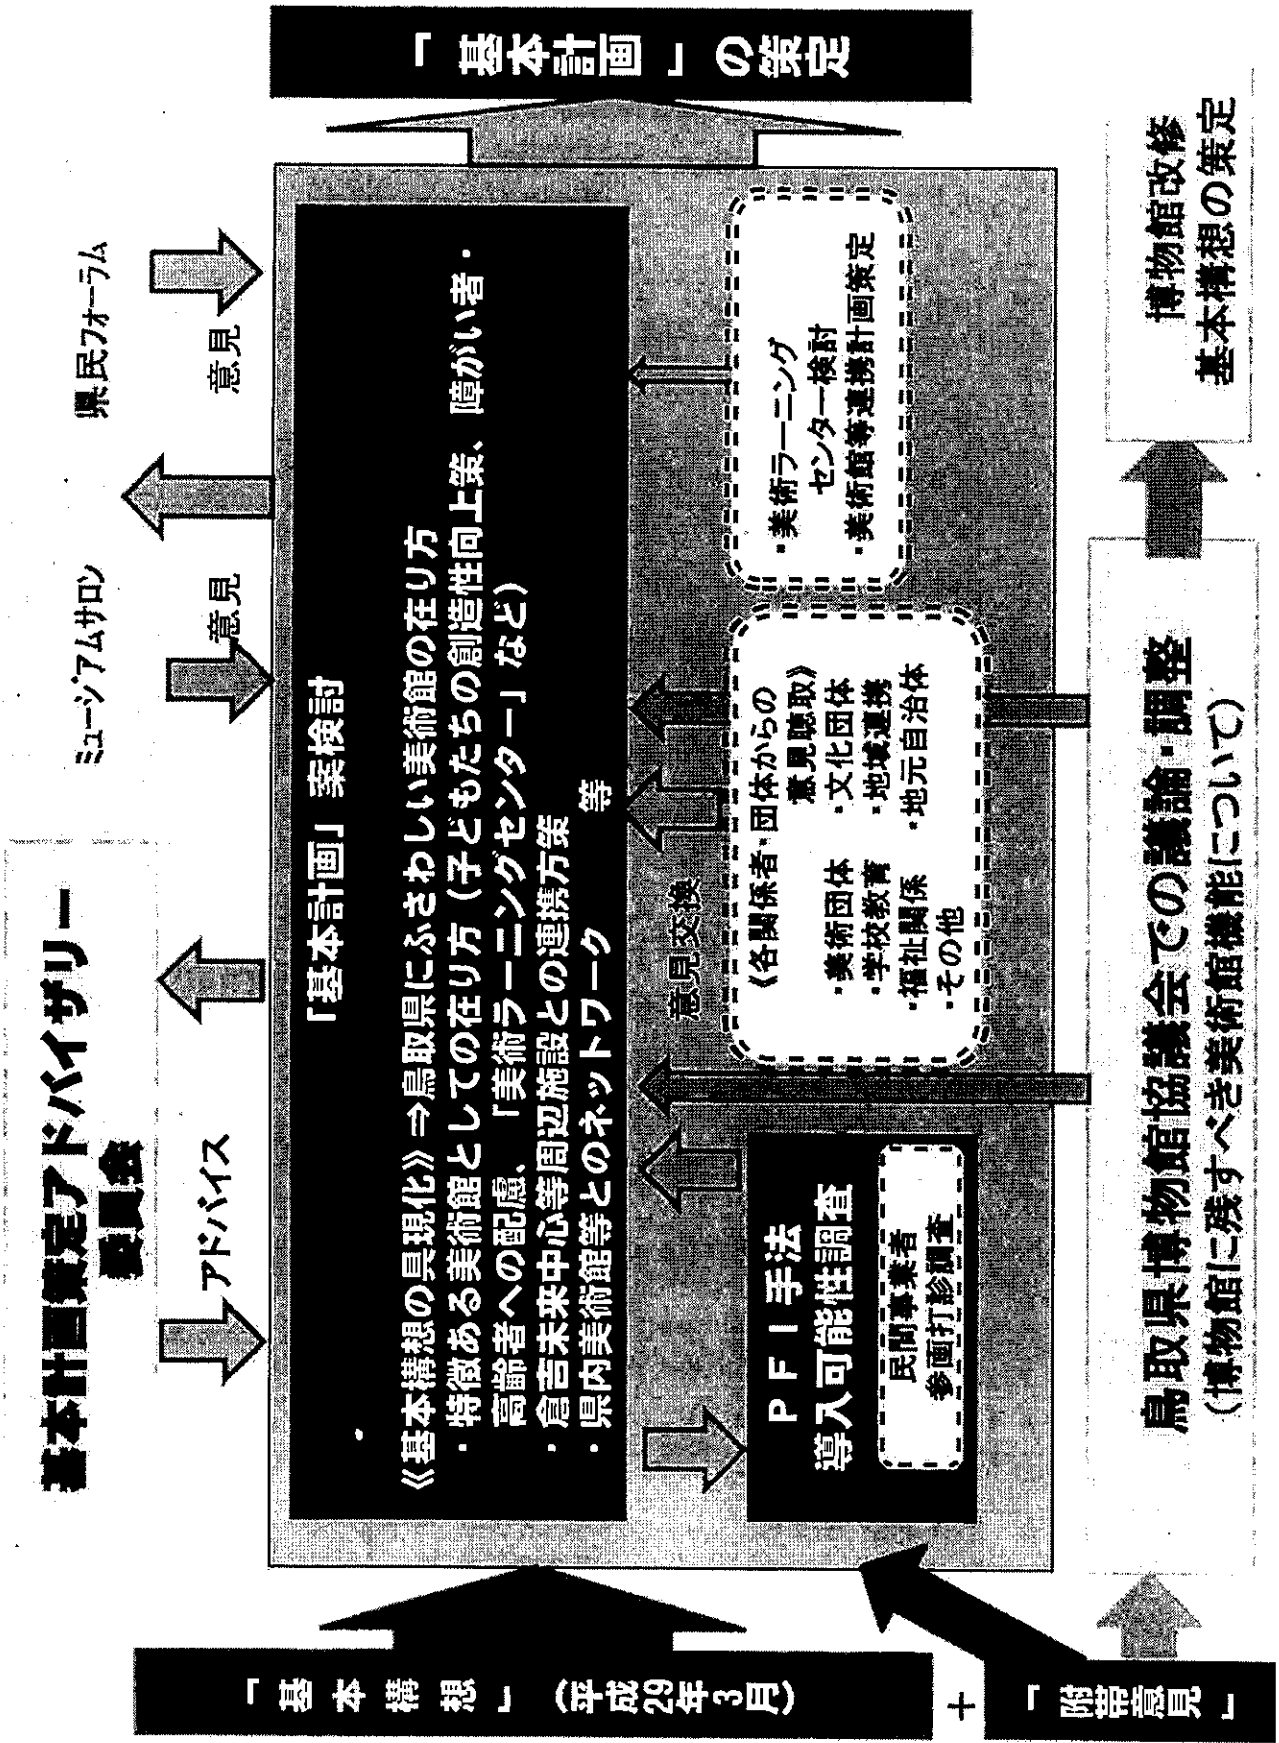 「基本構想」（平成29年3月）
＋
「附帯意見」
基本計画策定アドバイザリー
委員会
アドバイス
ミュージアムサロン
意見
県民フォーラム
意見
「基本計画」案検討
《基本構想の具現化》⇒鳥取県にふさわしい美術館の在り方
・特徴ある美術館としての在り方（子どもたちの創造性向上策、障がい者・
高齢者への配慮、「美術ラーニングセンター」など）
・倉吉未来中心等周辺施設との連携方策
・県内美術館等とのネットワーク　等
意見交換
ＰＦＩ手法
導入可能性調査
民間事業者
参画打診調査
《各関係者・団体からの
意見聴取》
・美術団体　・文化団体
・学校教育　・地域連携
・福祉関係　・地元自治体
・その他
・美術ラーニング
センター検討
・美術館等連携計画策定
鳥取県博物館協議会での議論・調整
（博物館に残すべき美術館機能について）
博物館改修
基本構想の策定
「基本計画」の策定